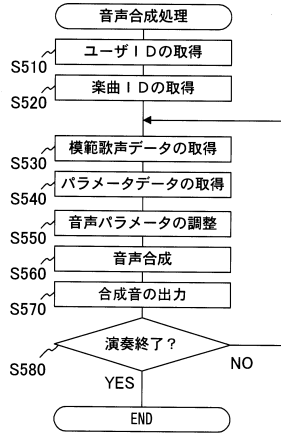 音声合成処理
ユーザIDの取得
S510
楽曲IDの取得
S520
模範歌声データの取得
S530
パラメータデータの取得
S540
音声パラメータの調整
S550
音声合成
S560
合成音の出力
S570
演奏終了？
S580
NO
YES
END